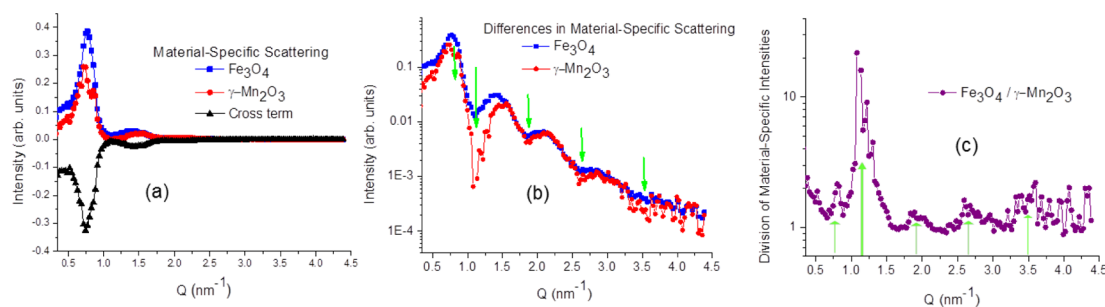 Intensity (arb. units)
0.4
0.3
0.2
0.1
0.0
-0.1
0.2
0.3
0.4
Material-Specific Scattering
Fe₃O₄
γ–Mn₂O₃
Cross term
(a)
0.5 1.0 1.5 2.0 2.5 3.0 3.5 4.0 4.5
Q (nm⁻¹)
Intensity (arb. units)
0.1
0.01
1E-3
1E-4
Differences in Material-Specific Scattering
Fe₃O₄
γ–Mn₂O₃
(b)
0.5 1.0 1.5 2.0 2.5 3.0 3.5 4.0 4.5
Q (nm⁻¹)
Division of Material-Specific Intensities
10
1
Fe₃O₄ / γ–Mn₂O₃
(c)
0.5 1.0 1.5 2.0 2.5 3.0 3.5 4.0 4.5
Q (nm⁻¹)